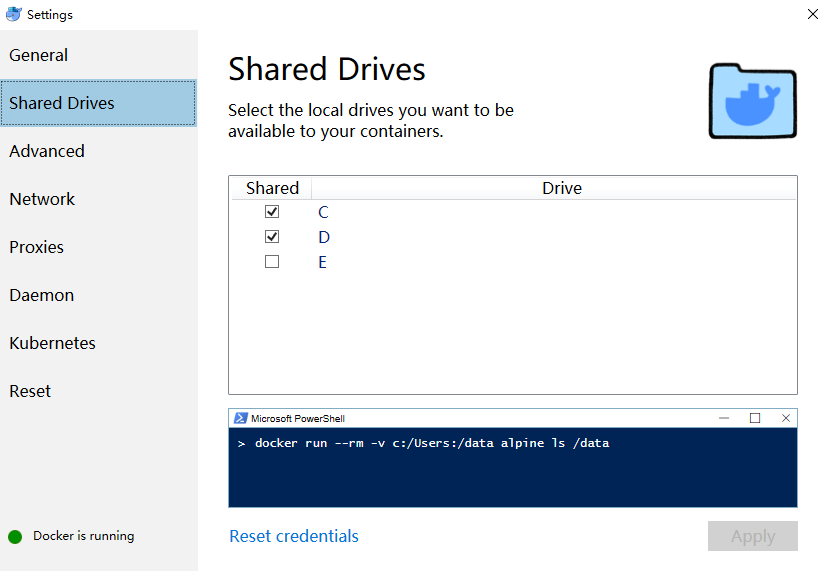 Settings
General
Shared Drives
Advanced
Network
Proxies
Daemon
Kubernetes
Reset
Docker is running
Shared Drives
Select the local drives you want to be
available to your containers.
Shared Drive
C
D
E
Microsoft PowerShell
> docker run --rm -v c:/Users:/data alpine ls /data
Reset credentials
Apply